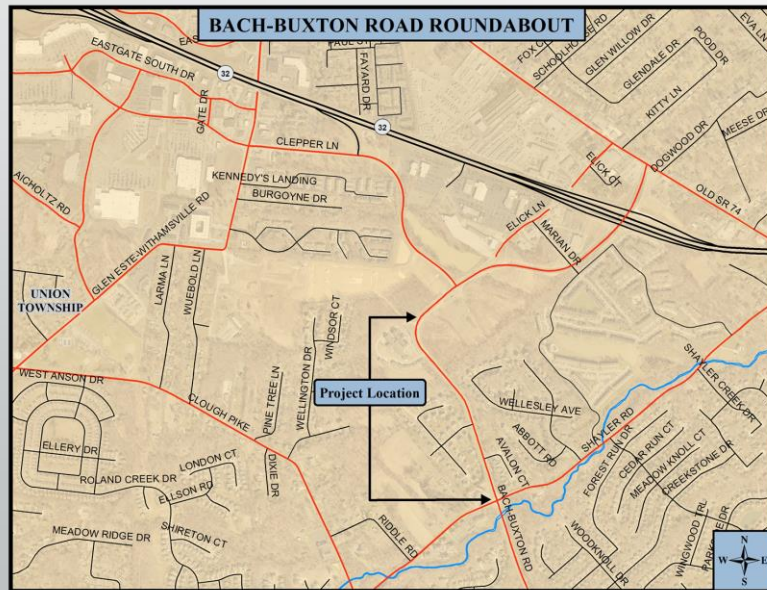 BACH-BUXTON ROAD ROUNDABOUT
EASTGATE SOUTH DR
32
GATE DR
FAYARD DR
FOX
SCHOOLHOUSE RD
GLEN WILLOW DR
GLENDALE DR
POOD DR
EVA LN
KITTY LN
32
CLEPPER LN
MEESE DR
DOGWOOD DR
ELICK CT
KENNEDY'S LANDING
BURGOYNE DR
AICHOLTZ RD
OLD SR 74
ELICK LN
MARIAN DR
GLEN ESTE-WITHAMSVILLE RD
LARMA LN
WUEBOLD LN
UNION
TOWNSHIP
WINDSOR CT
WELLINGTON DR
PINE TREE LN
WEST ANSON DR
CLOUGH PIKE
Project Location
SHAYLER CREEK DR
WELLESLEY AVE
ABBOTT RD
AVALON CT
SHAYLER RD
FOREST RUN DR
CEDAR RUN CT
MEADOW KNOLL CT
CREEKSTONE DR
ELLERY DR
LONDON CT
DIXIE DR
ROLAND CREEK DR
ELLSON RD
BACH-BUXTON RD
RIDDLE RD
SHIRETON CT
MEADOW RIDGE DR
WOODKNOLL DR
WINGWOOD TRL
N
W
E
S